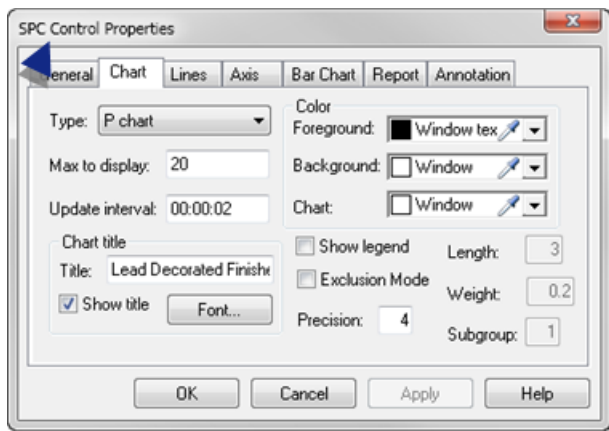 SPC Control Properties
General Chart Lines Axis Bar Chart Report Annotation
Type: P chart
Max to display: 20
Update interval: 00:00:02
Chart title
Title: Lead Decorated Finishe
Show title Font...
Color
Foreground: Window tex
Background: Window
Chart: Window
Show legend
Exclusion Mode
Precision: 4
Length: 3
Weight: 0.2
Subgroup: 1
OK Cancel Apply Help